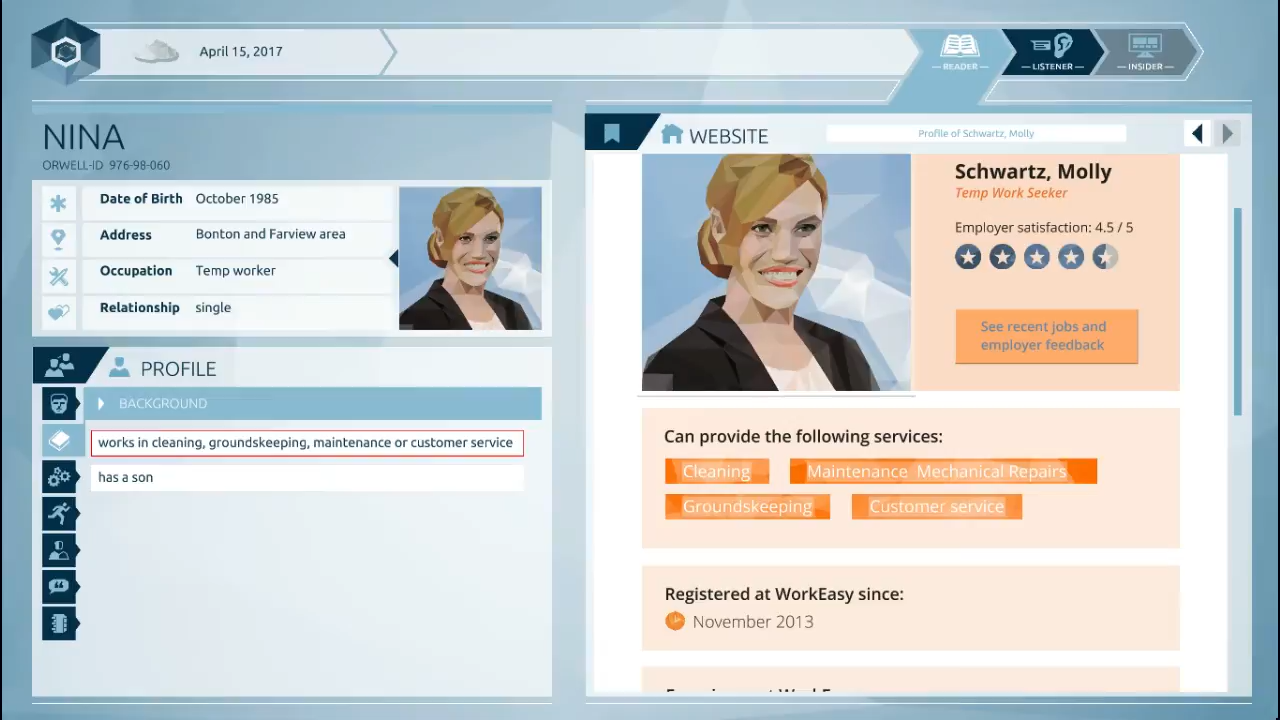 April 15, 2017
READER
LISTENER
INSIDER
NINA
ORWELL-ID 976-98-060
Date of Birth October 1985
Address Bonton and Farview area
Occupation Temp worker
Relationship single
PROFILE
BACKGROUND
works in cleaning, groundskeeping, maintenance or customer service
has a son
WEBSITE
Profile of Schwartz, Molly
Schwartz, Molly
Temp Work Seeker
Employer satisfaction: 4.5 / 5
See recent jobs and
employer feedback
Can provide the following services:
Cleaning Maintenance Mechanical Repairs
Groundskeeping Customer service
Registered at WorkEasy since:
November 2013